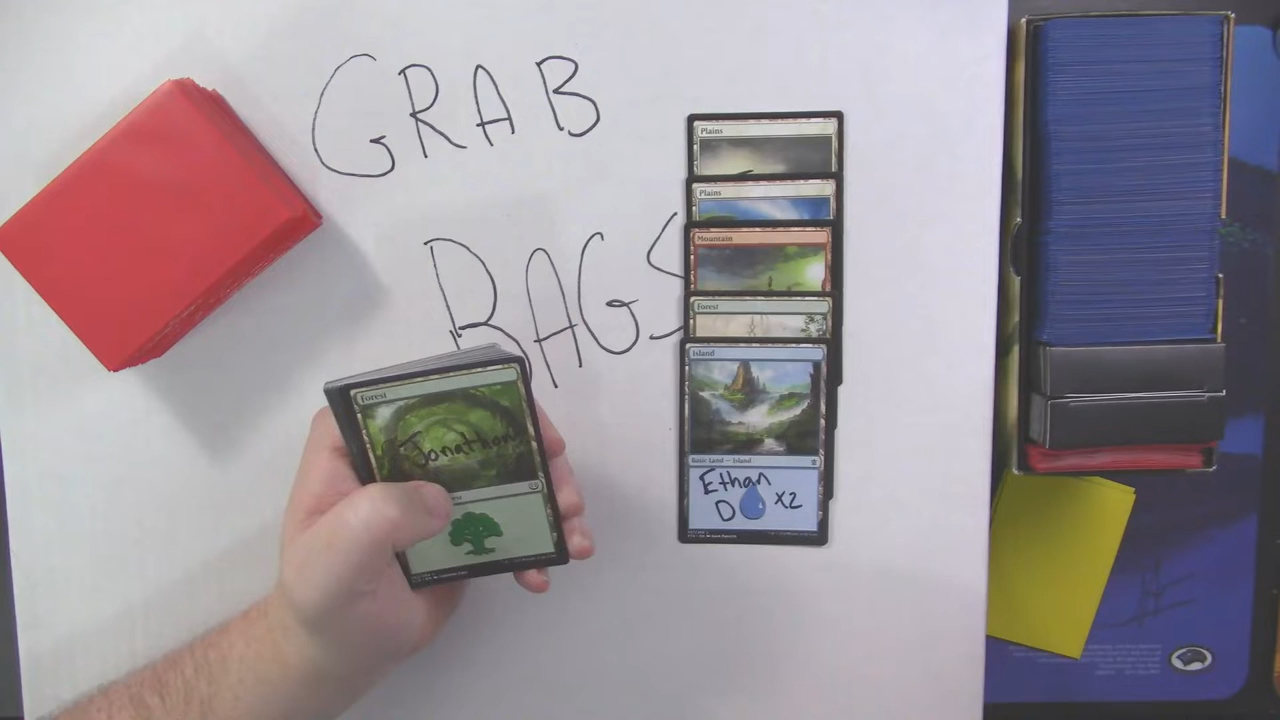 GRAB
BAGS
Plains
Plains
Mountain
Forest
Island
Basic Land — Island
Ethan
D X2
Forest
Jonathon